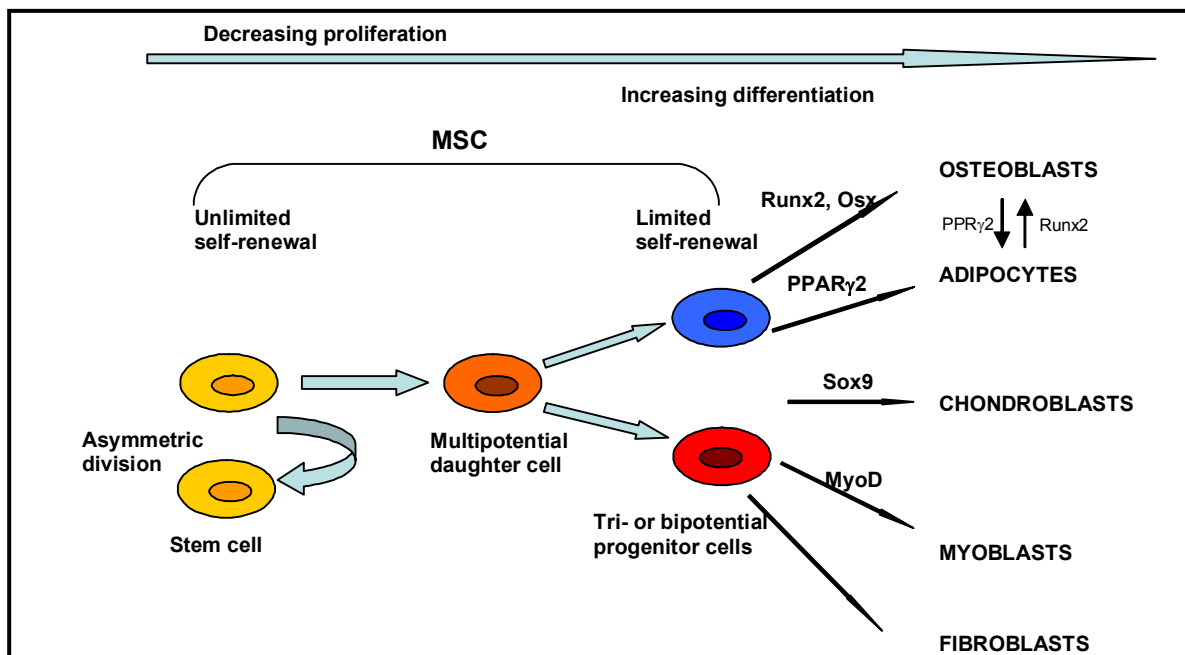 Decreasing proliferation
Increasing differentiation
MSC
Unlimited
self-renewal
Limited
self-renewal
Runx2, Osx
OSTEOBLASTS
PPRγ2
Runx2
PPARγ2
ADIPOCYTES
Sox9
CHONDROBLASTS
Asymmetric
division
Multipotential
daughter cell
MyoD
Stem cell
Tri- or bipotential
progenitor cells
MYOBLASTS
FIBROBLASTS